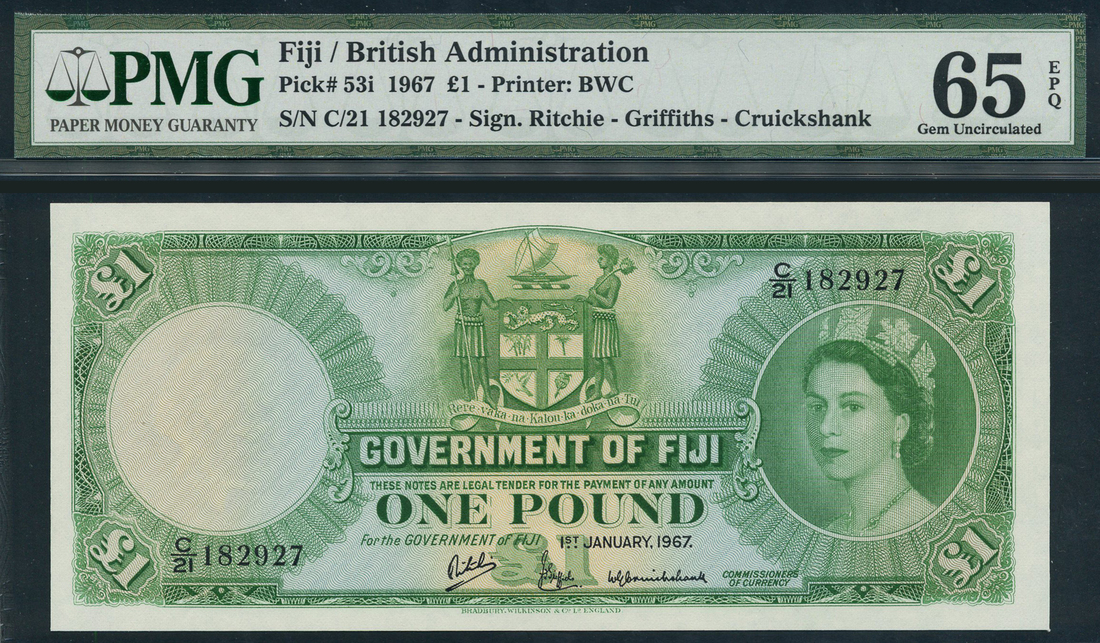 PMG
PAPER MONEY GUARANTY
Fiji / British Administration
Pick# 53i 1967 £1 - Printer: BWC
S/N C/21 182927 - Sign. Ritchie - Griffiths - Cruickshank
65
EPQ
Gem Uncirculated
£1
£1
C/21 182927
Rere·vaka·na·Kalou·ka·doka·na·Tui
GOVERNMENT OF FIJI
THESE NOTES ARE LEGAL TENDER FOR THE PAYMENT OF ANY AMOUNT
ONE POUND
For the GOVERNMENT of FIJI 1ST JANUARY, 1967.
C/21 182927
£1
£1
£1
Ritchie
WGCruickshank
COMMISSIONERS
OF CURRENCY
BRADBURY, WILKINSON & Co. Ld. ENGLAND